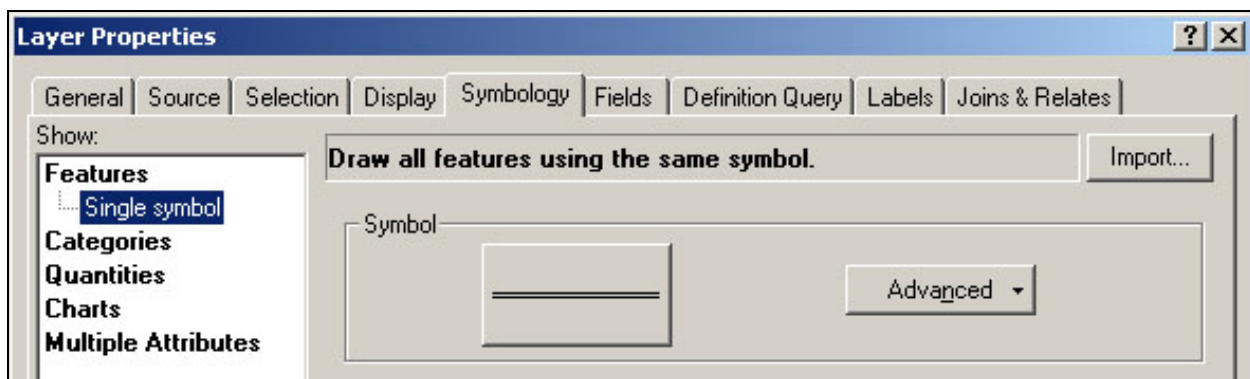 Layer Properties
General Source Selection Display Symbology Fields Definition Query Labels Joins & Relates
Show:
Features
Single symbol
Categories
Quantities
Charts
Multiple Attributes
Draw all features using the same symbol.
Import...
Symbol
Advanced